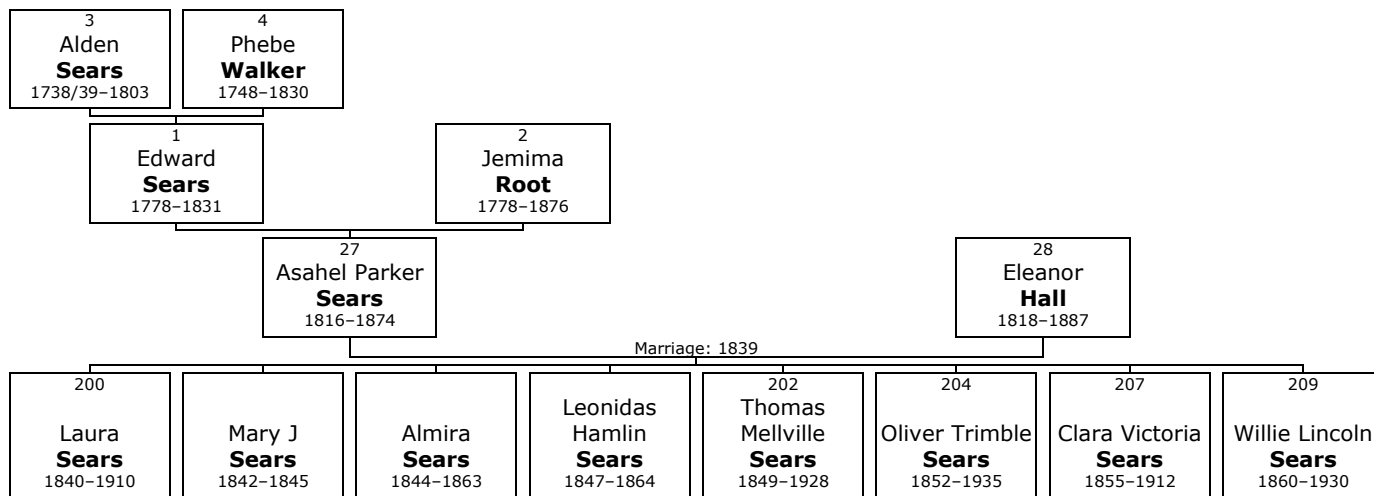 3
Alden
Sears
1738/39–1803
4
Phebe
Walker
1748–1830
1
Edward
Sears
1778–1831
2
Jemima
Root
1778–1876
27
Asahel Parker
Sears
1816–1874
28
Eleanor
Hall
1818–1887
Marriage: 1839
200
Laura
Sears
1840–1910
Mary J
Sears
1842–1845
Almira
Sears
1844–1863
Leonidas
Hamlin
Sears
1847–1864
202
Thomas
Mellville
Sears
1849–1928
204
Oliver Trimble
Sears
1852–1935
207
Clara Victoria
Sears
1855–1912
209
Willie Lincoln
Sears
1860–1930